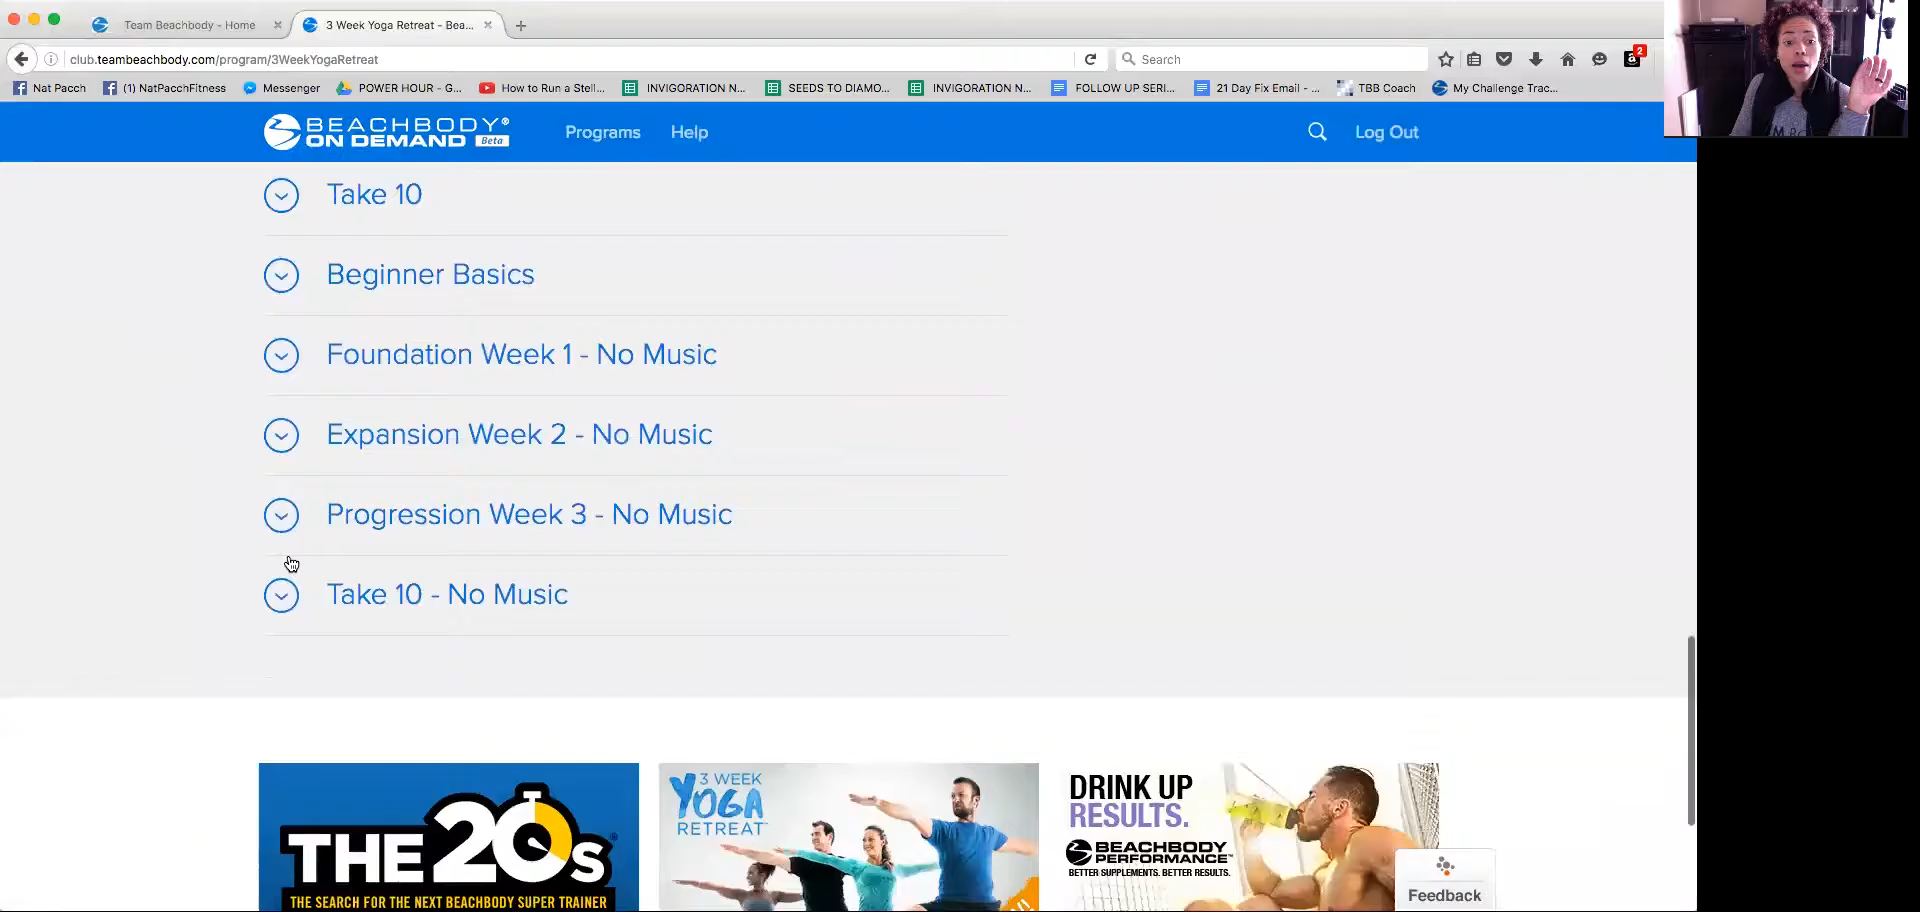 Team Beachbody - Home
3 Week Yoga Retreat - Bea...
club.teambeachbody.com/program/3WeekYogaRetreat
Search
2
Nat Pacch
(1) NatPacchFitness
Messenger
POWER HOUR - G...
How to Run a Stell...
INVIGORATION N...
SEEDS TO DIAMO...
INVIGORATION N...
FOLLOW UP SERI...
21 Day Fix Email - ...
TBB Coach
My Challenge Trac...
BEACHBODY®
ON DEMAND Beta
Programs
Help
Log Out
Take 10
Beginner Basics
Foundation Week 1 - No Music
Expansion Week 2 - No Music
Progression Week 3 - No Music
Take 10 - No Music
THE 20s
THE SEARCH FOR THE NEXT BEACHBODY SUPER TRAINER
3 WEEK
YOGA
RETREAT™
DRINK UP
RESULTS.
BEACHBODY
PERFORMANCE™
BETTER SUPPLEMENTS. BETTER RESULTS.
Feedback